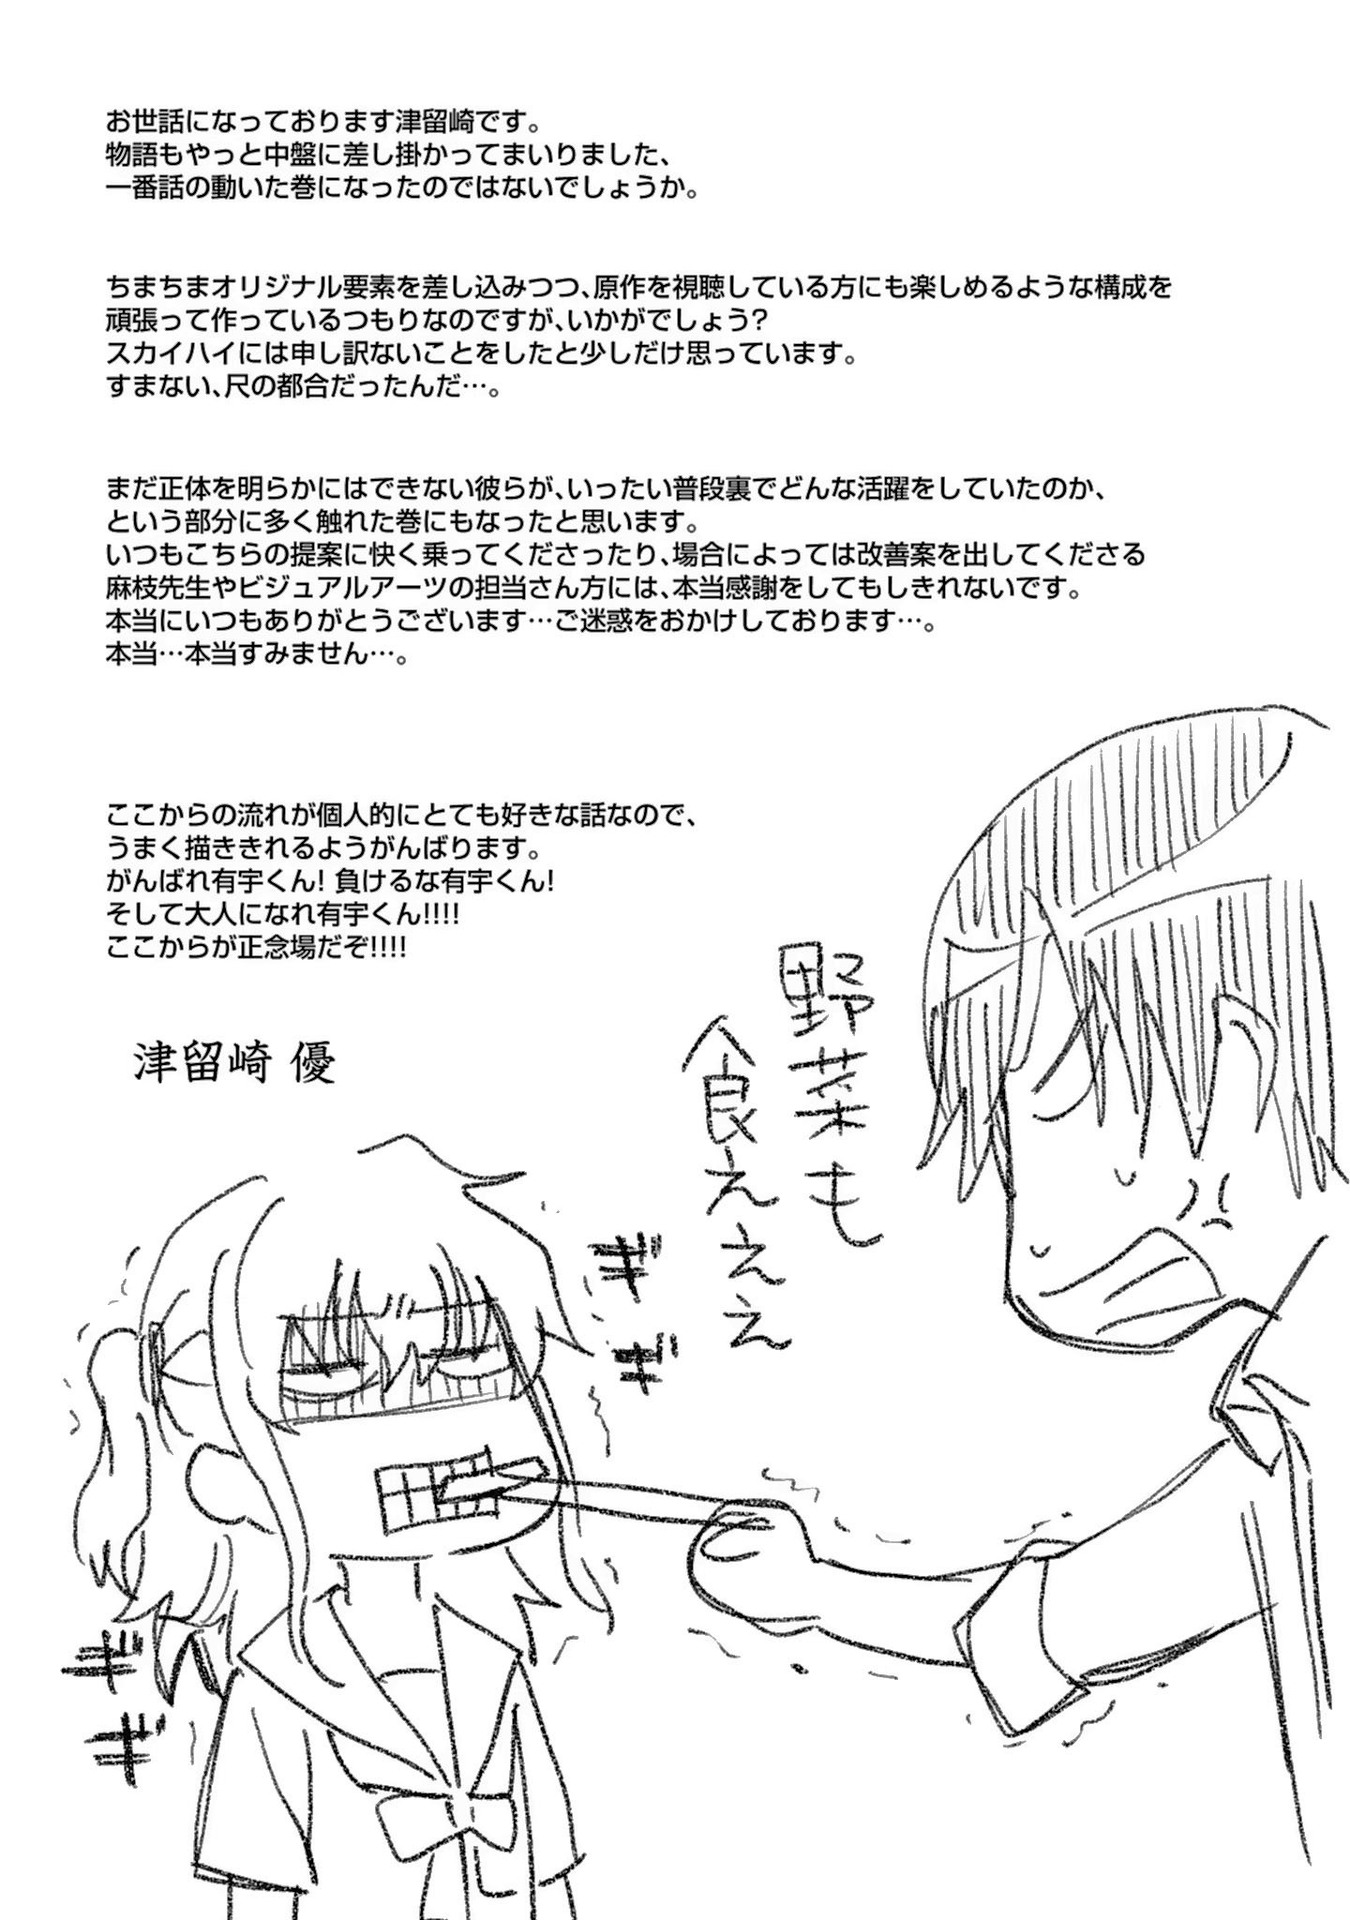 お世話になっております津留崎です。
物語もやっと中盤に差し掛かってまいりました、
一番話の動いた巻になったのではないでしょうか。
ちまちまオリジナル要素を差し込みつつ、原作を視聴している方にも楽しめるような構成を
頑張って作っているつもりなのですが、いかがでしょう?
スカイハイには申し訳ないことをしたと少しだけ思っています。
すまない、尺の都合だったんだ…。
まだ正体を明らかにはできない彼らが、いったい普段裏でどんな活躍をしていたのか、
という部分に多く触れた巻にもなったと思います。
いつもこちらの提案に快く乗ってくださったり、場合によっては改善案を出してくださる
麻枝先生やビジュアルアーツの担当さん方には、本当感謝をしてもしきれないです。
本当にいつもありがとうございます…ご迷惑をおかけしております…。
本当…本当すみません…。
ここからの流れが個人的にとても好きな話なので、
うまく描ききれるようがんばります。
がんばれ有宇くん! 負けるな有宇くん!
そして大人になれ有宇くん!!!!
ここからが正念場だぞ!!!!
津留崎 優
野菜も
食えええ
ギ
ギ
ギ
ギ